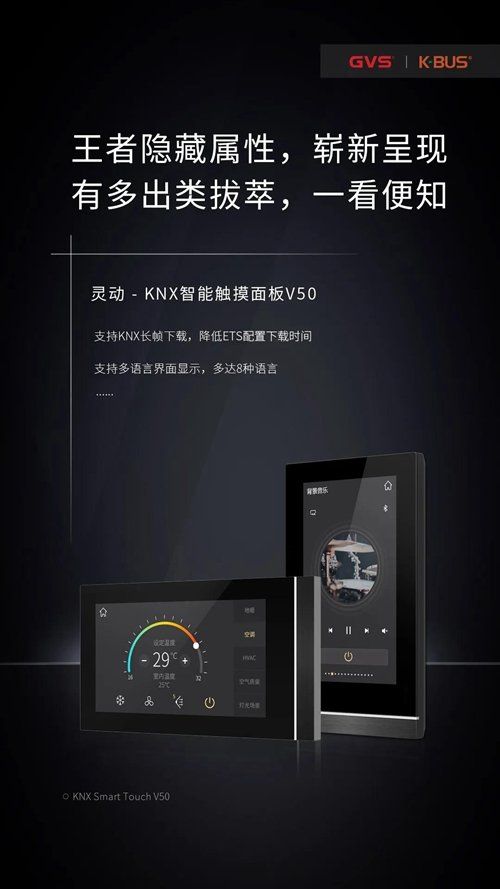 GVS | K-BUS
王者隐藏属性，崭新呈现
有多出类拔萃，一看便知
灵动 - KNX智能触摸面板V50
支持KNX长帧下载，降低ETS配置下载时间
支持多语言界面显示，多达8种语言
......
背景音乐
地暖
设定温度
空调
29℃
HVAC
16
32
室内温度
25℃
空气质量
灯光场景
KNX Smart Touch V50